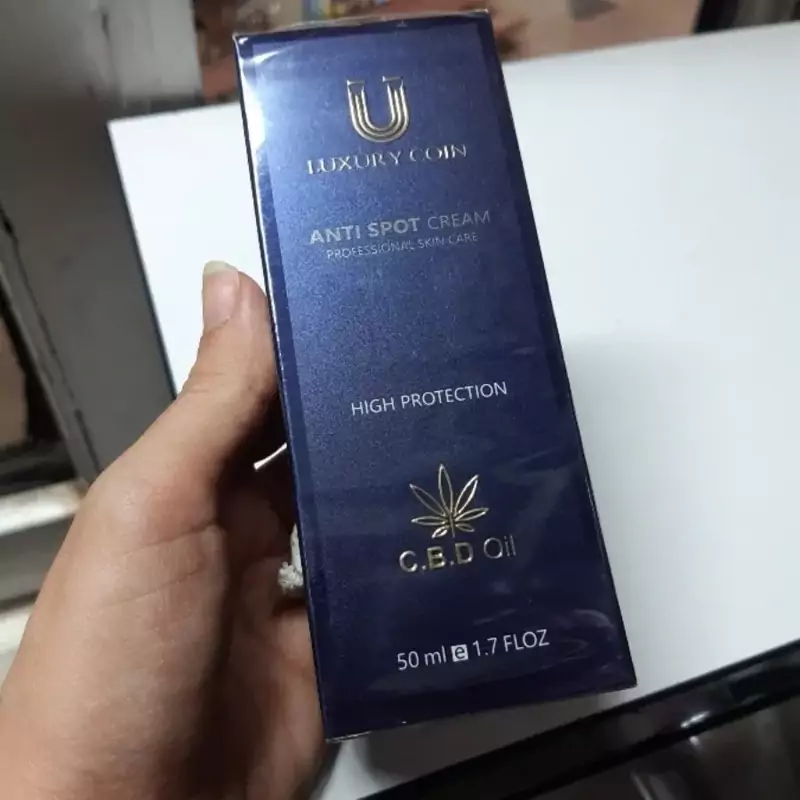 U
LUXURY COIN
ANTI SPOT CREAM
PROFESSIONAL SKIN CARE
HIGH PROTECTION
C.B.D Oil
50 ml e 1.7 FLOZ